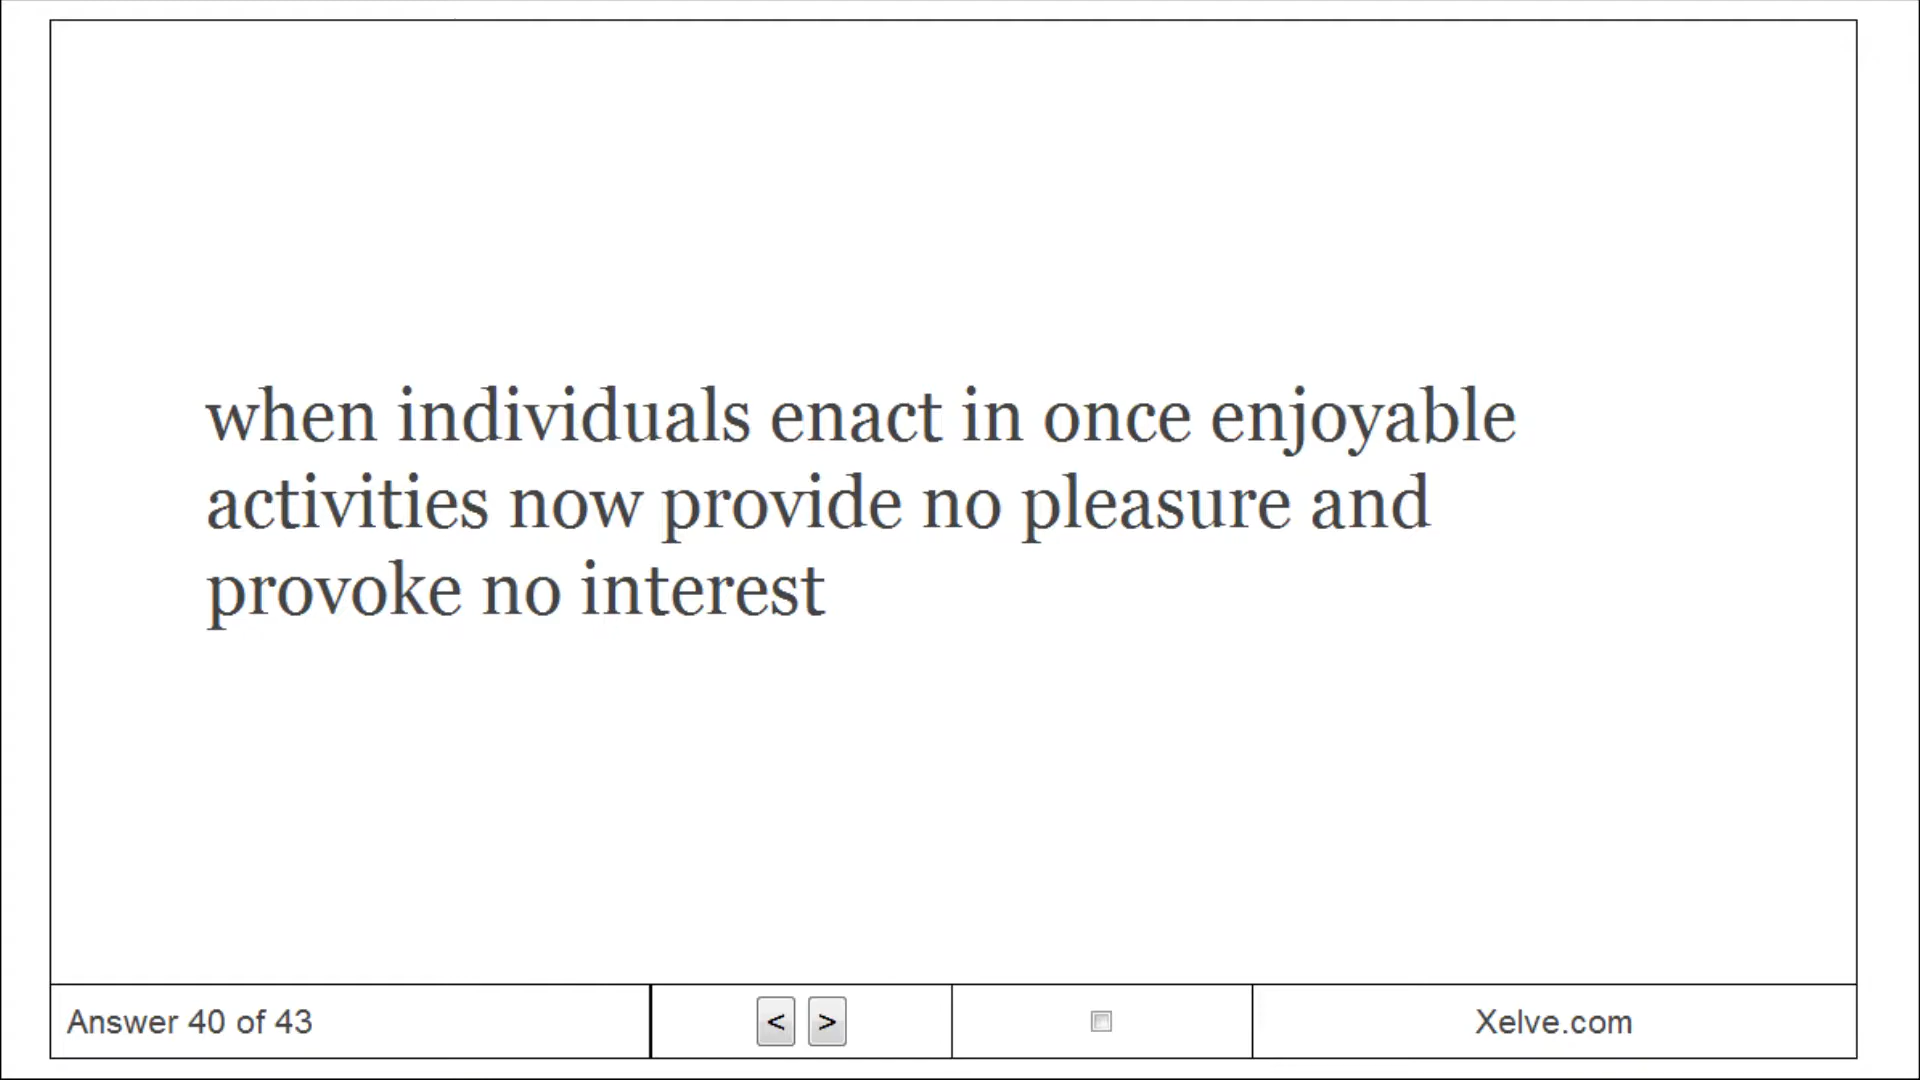 when individuals enact in once enjoyable
activities now provide no pleasure and
provoke no interest
Answer 40 of 43
<
>
Xelve.com